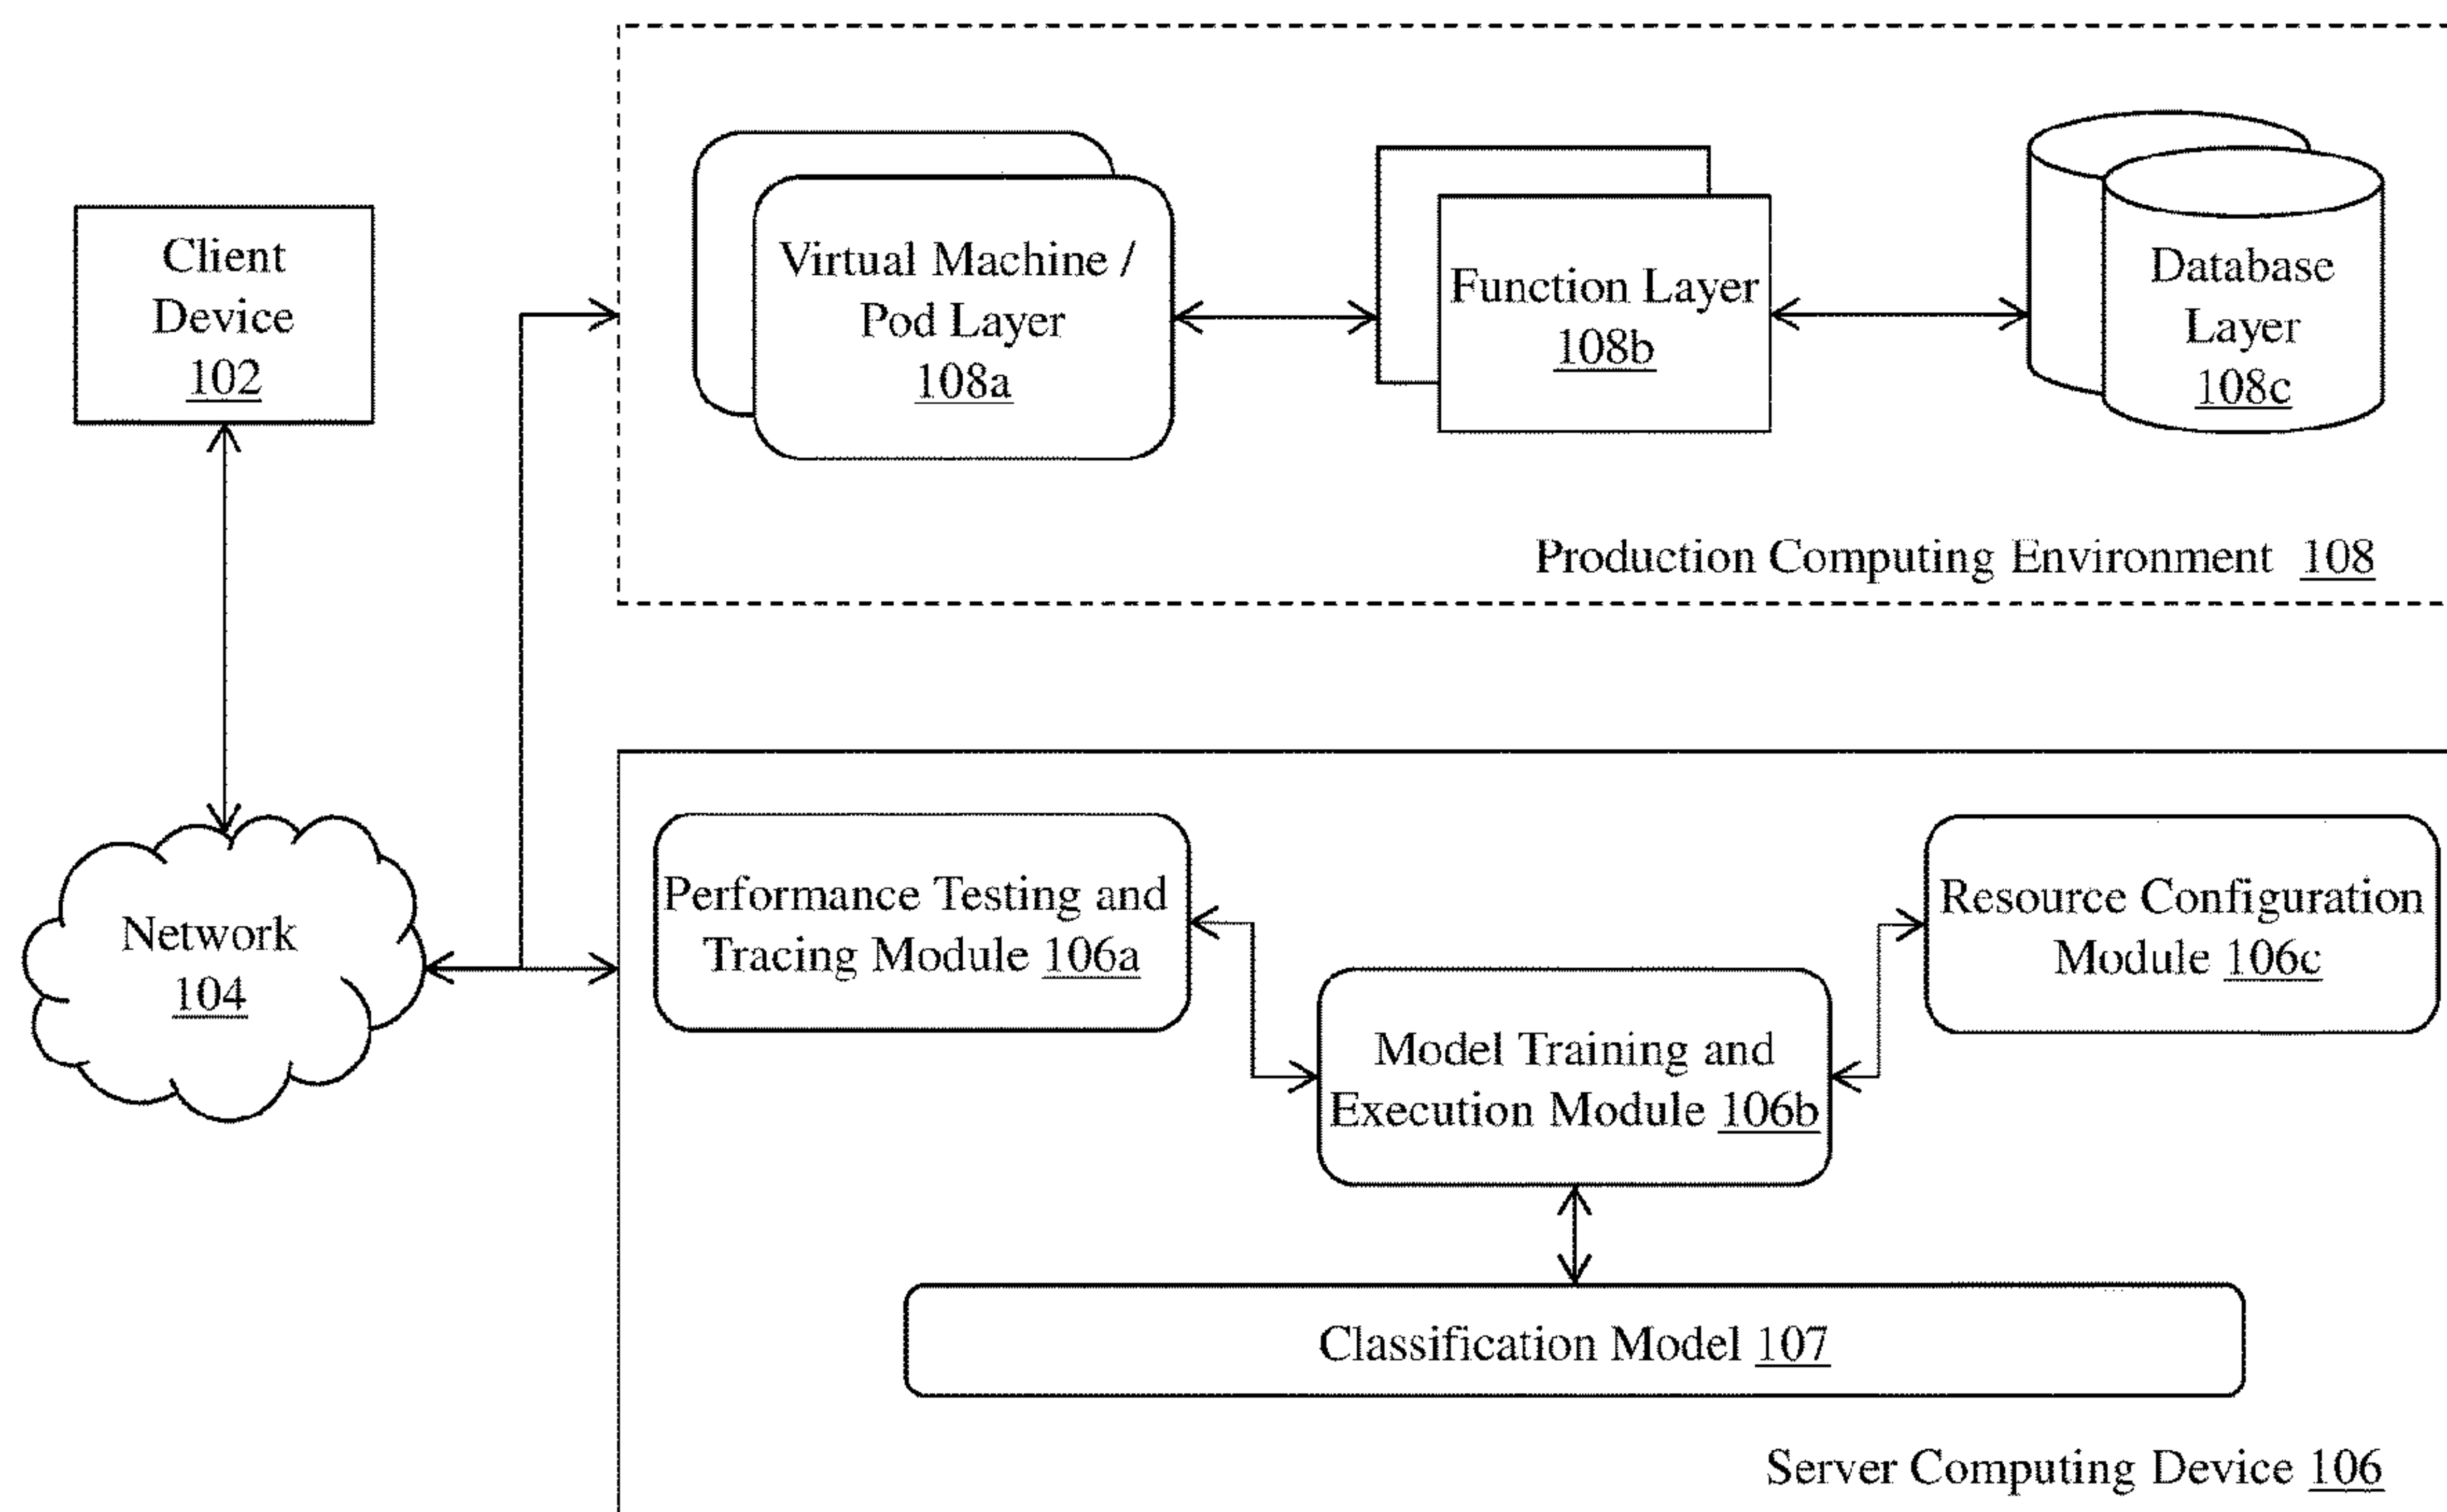 Client
Device
102
Virtual Machine /
Pod Layer
108a
Function Layer
108b
Database
Layer
108c
Production Computing Environment 108
Network
104
Performance Testing and
Tracing Module 106a
Model Training and
Execution Module 106b
Resource Configuration
Module 106c
Classification Model 107
Server Computing Device 106